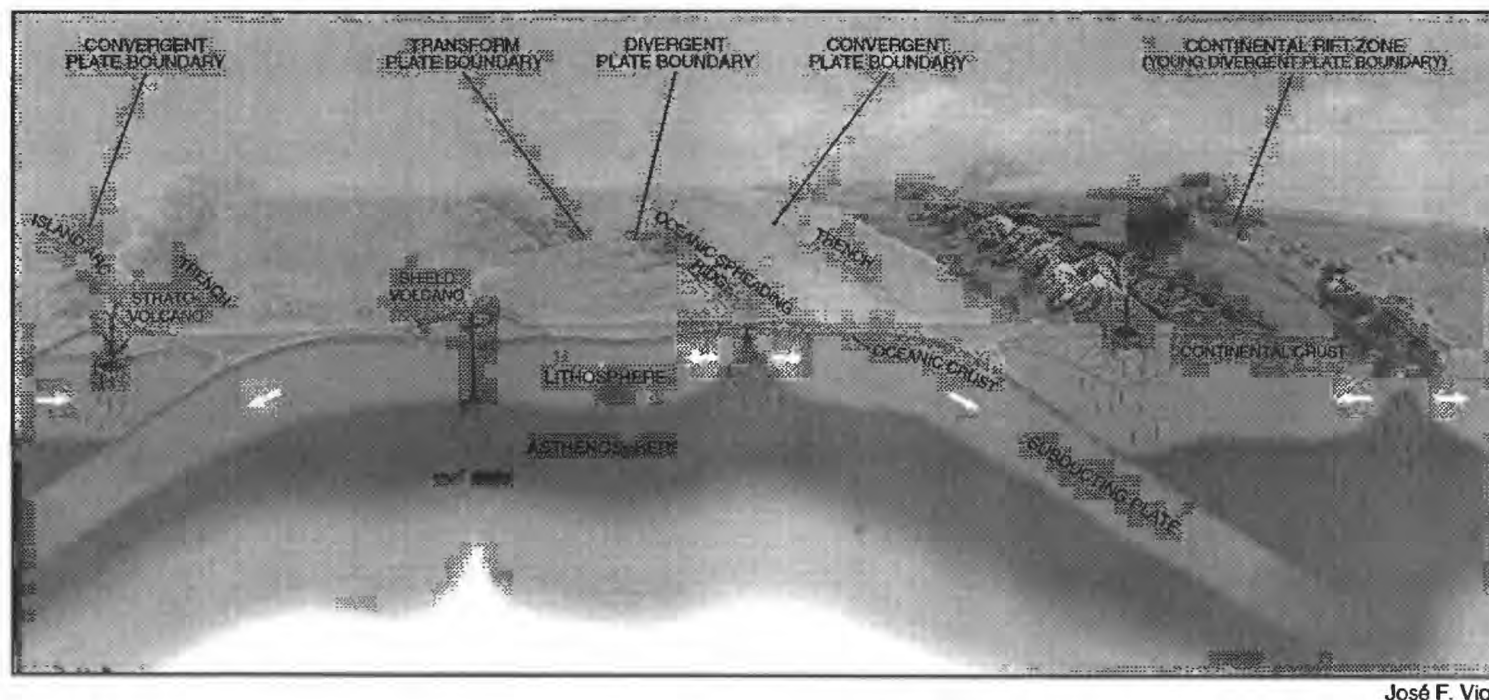 CONVERGENT
PLATE BOUNDARY
TRANSFORM
PLATE BOUNDARY
DIVERGENT
PLATE BOUNDARY
CONVERGENT
PLATE BOUNDARY
CONTINENTAL RIFT ZONE
(YOUNG DIVERGENT PLATE BOUNDARY)
ISLAND ARC
TRENCH
STRATO-
VOLCANO
SHIELD
VOLCANO
OCEANIC SPREADING
RIDGE
TRENCH
LITHOSPHERE
ASTHENOSPHERE
OCEANIC CRUST
CONTINENTAL CRUST
SUBDUCTING PLATE
José F. Vig